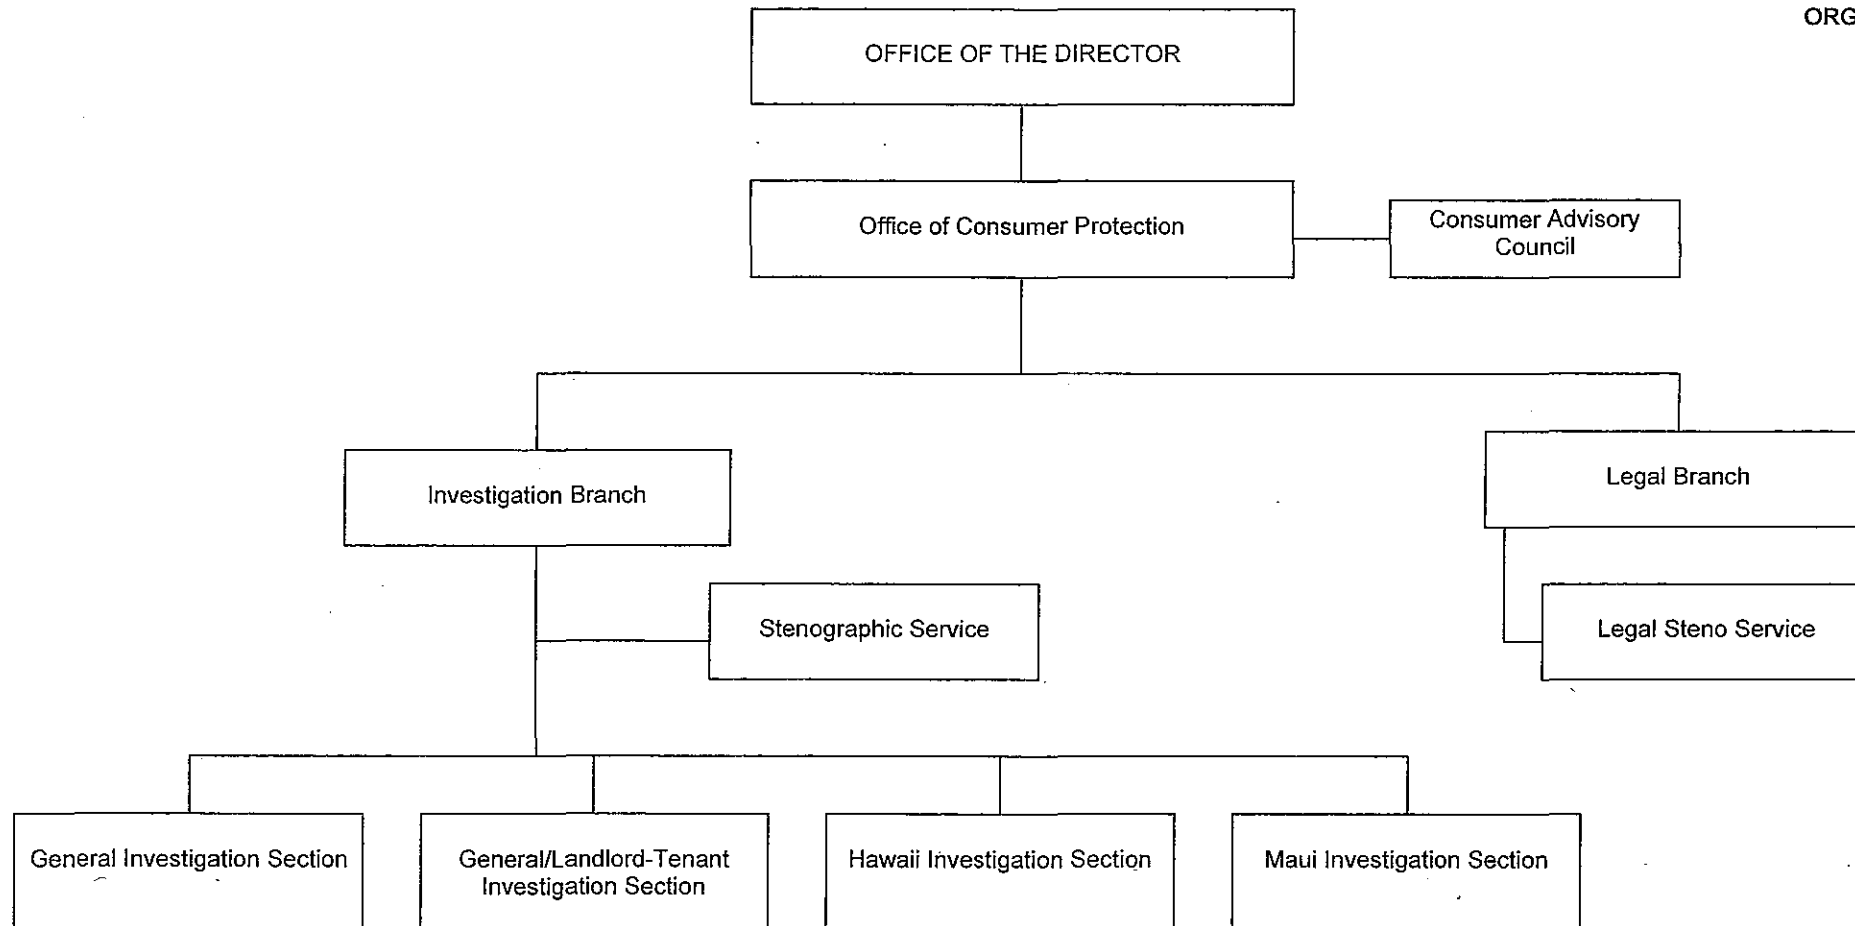 ORG
OFFICE OF THE DIRECTOR
Office of Consumer Protection
Consumer Advisory
Council
Investigation Branch
Legal Branch
Stenographic Service
Legal Steno Service
General Investigation Section
General/Landlord-Tenant
Investigation Section
Hawaii Investigation Section
Maui Investigation Section